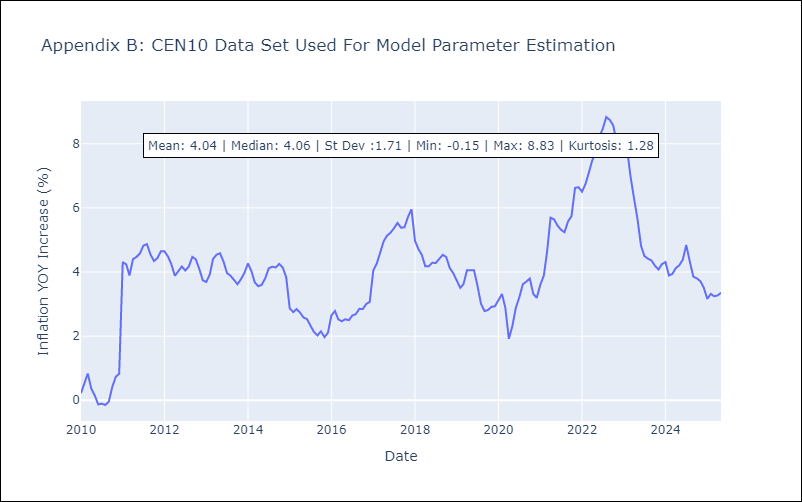 Appendix B: CEN10 Data Set Used For Model Parameter Estimation
Mean: 4.04 | Median: 4.06 | St Dev :1.71 | Min: -0.15 | Max: 8.83 | Kurtosis: 1.28
Inflation YOY Increase (%)
8
6
4
2
0
2010 2012 2014 2016 2018 2020 2022 2024
Date